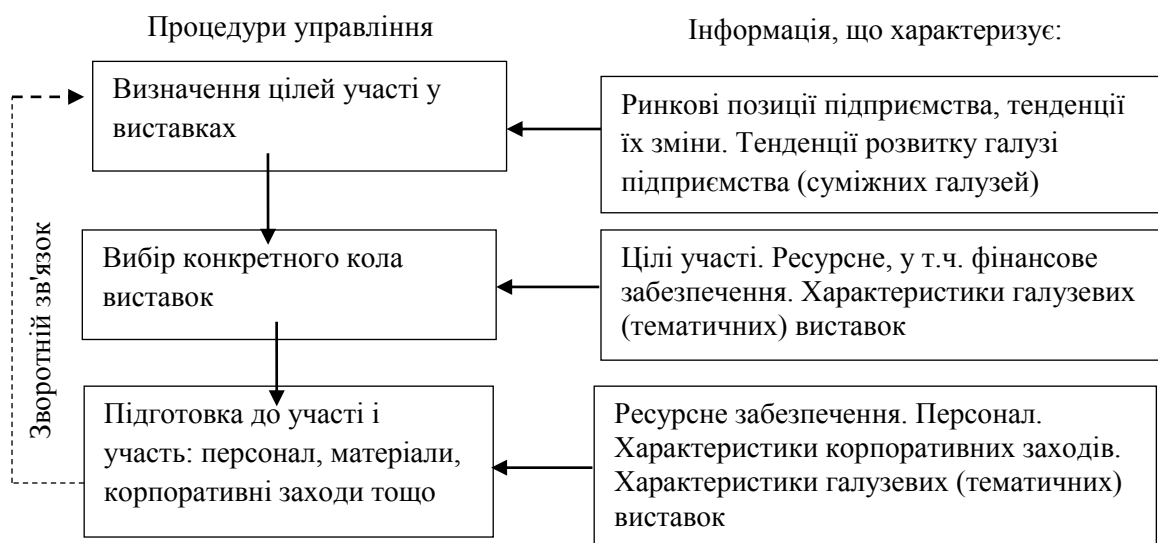 Процедури управління
Інформація, що характеризує:
Визначення цілей участі у
виставках
Ринкові позиції підприємства, тенденції
їх зміни. Тенденції розвитку галузі
підприємства (суміжних галузей)
Вибір конкретного кола
виставок
Цілі участі. Ресурсне, у т.ч. фінансове
забезпечення. Характеристики галузевих
(тематичних) виставок
Підготовка до участі і
участь: персонал, матеріали,
корпоративні заходи тощо
Ресурсне забезпечення. Персонал.
Характеристики корпоративних заходів.
Характеристики галузевих (тематичних)
виставок
Зворотній зв'язок